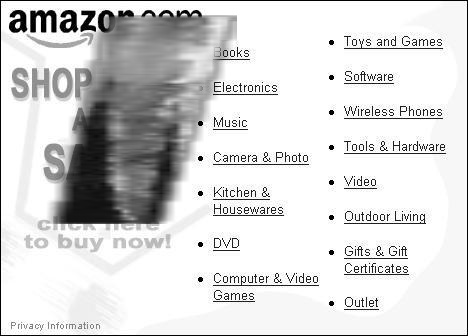 amazon.com
SHOP
A
SA
click here
to buy now!
Books
Electronics
Music
Camera & Photo
Kitchen &
Housewares
DVD
Computer & Video
Games
Toys and Games
Software
Wireless Phones
Tools & Hardware
Video
Outdoor Living
Gifts & Gift
Certificates
Outlet
Privacy Information